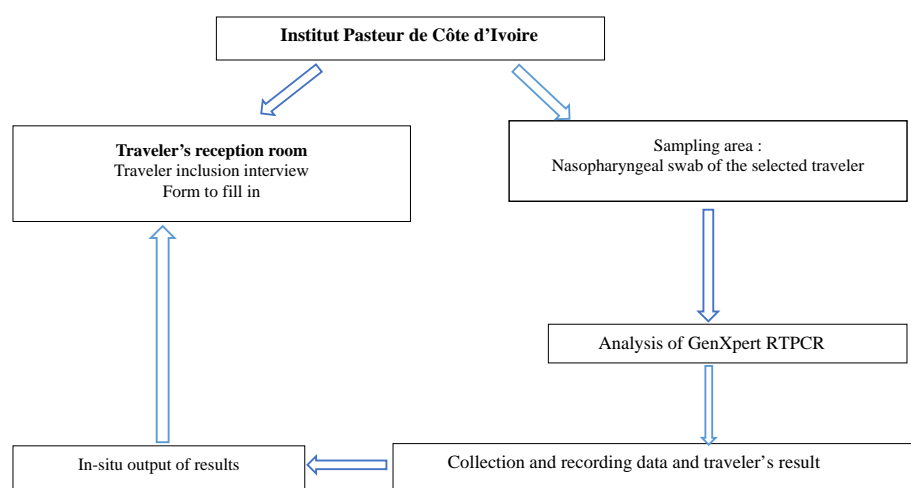 Institut Pasteur de Côte d'Ivoire
Traveler's reception room
Traveler inclusion interview
Form to fill in
Sampling area :
Nasopharyngeal swab of the selected traveler
Analysis of GenXpert RTPCR
Collection and recording data and traveler's result
In-situ output of results